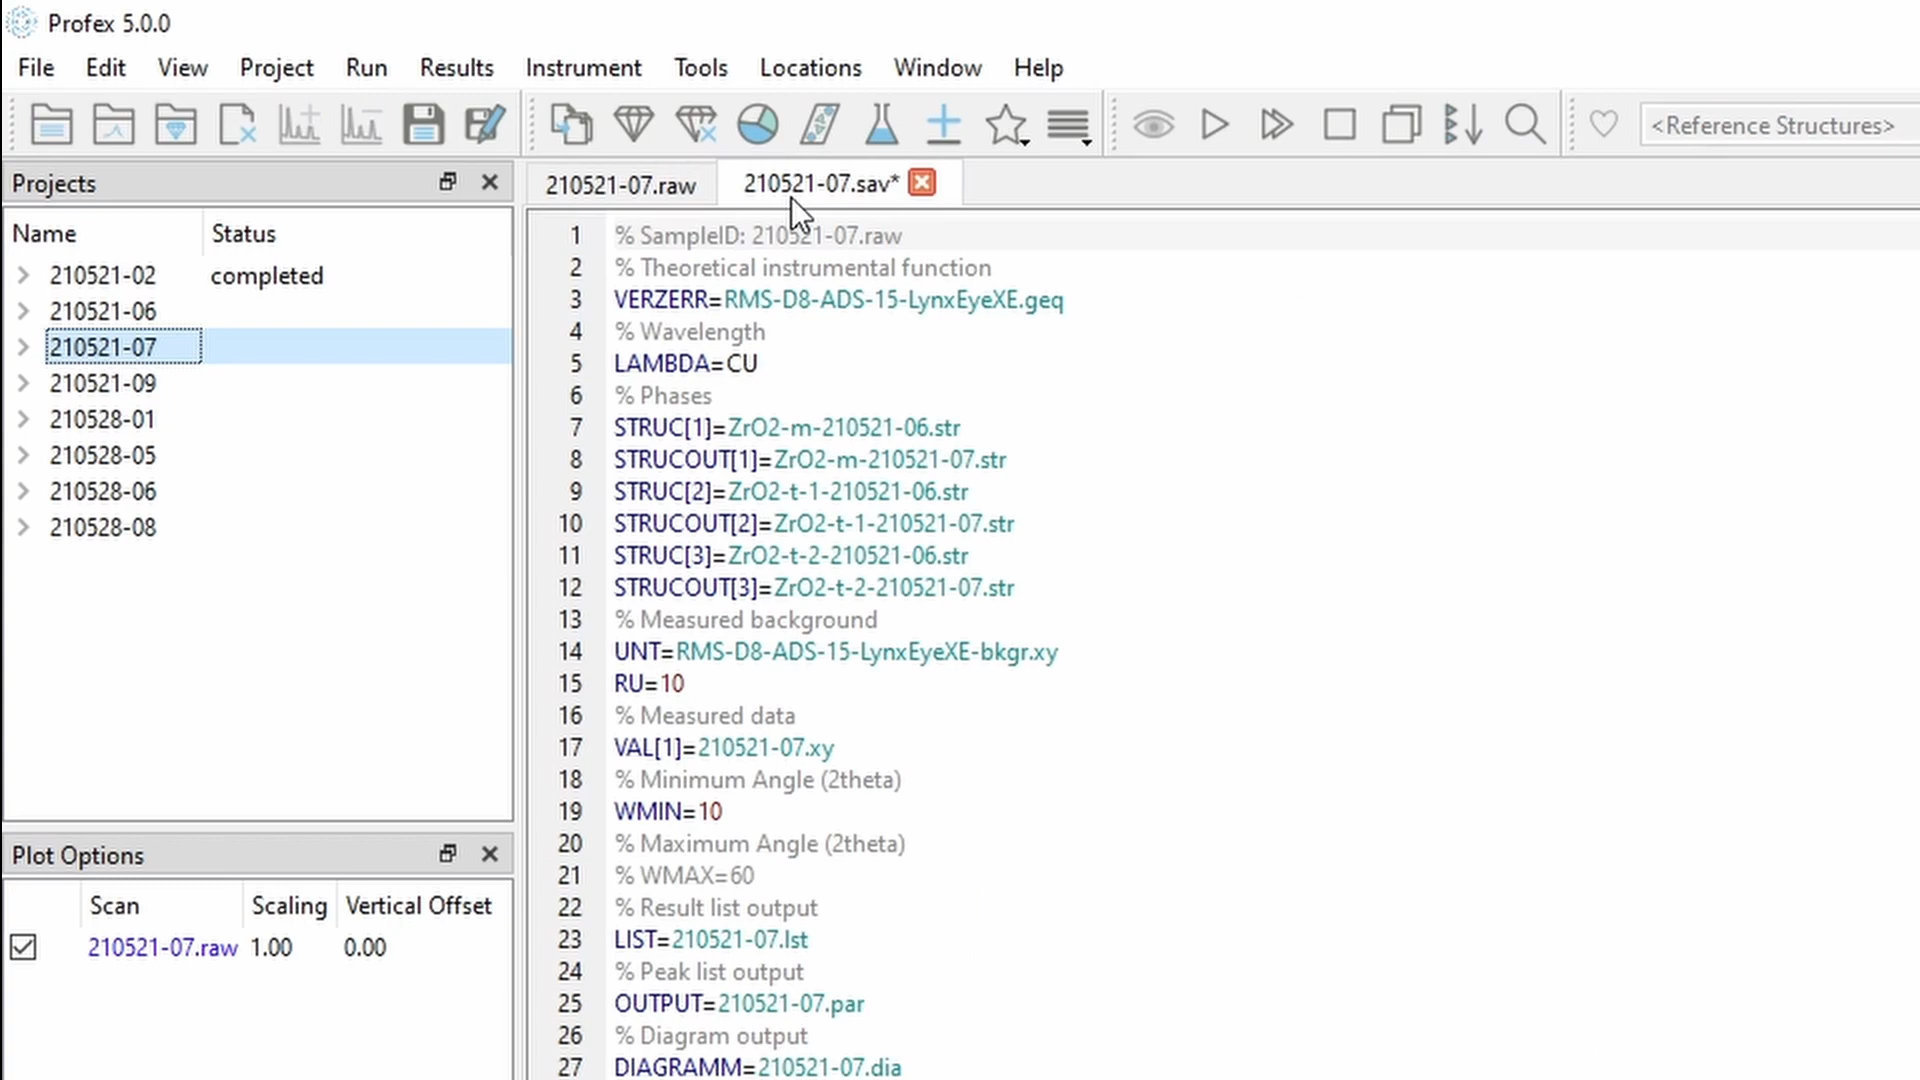 Profex 5.0.0
File Edit View Project Run Results Instrument Tools Locations Window Help
<Reference Structures>
Projects
Name Status
210521-02 completed
210521-06
210521-07
210521-09
210528-01
210528-05
210528-06
210528-08
Plot Options
Scan Scaling Vertical Offset
210521-07.raw 1.00 0.00
210521-07.raw 210521-07.sav*
1 % SampleID: 210521-07.raw
2 % Theoretical instrumental function
3 VERZERR=RMS-D8-ADS-15-LynxEyeXE.geq
4 % Wavelength
5 LAMBDA=CU
6 % Phases
7 STRUC[1]=ZrO2-m-210521-06.str
8 STRUCOUT[1]=ZrO2-m-210521-07.str
9 STRUC[2]=ZrO2-t-1-210521-06.str
10 STRUCOUT[2]=ZrO2-t-1-210521-07.str
11 STRUC[3]=ZrO2-t-2-210521-06.str
12 STRUCOUT[3]=ZrO2-t-2-210521-07.str
13 % Measured background
14 UNT=RMS-D8-ADS-15-LynxEyeXE-bkgr.xy
15 RU=10
16 % Measured data
17 VAL[1]=210521-07.xy
18 % Minimum Angle (2theta)
19 WMIN=10
20 % Maximum Angle (2theta)
21 % WMAX=60
22 % Result list output
23 LIST=210521-07.lst
24 % Peak list output
25 OUTPUT=210521-07.par
26 % Diagram output
27 DIAGRAMM=210521-07.dia